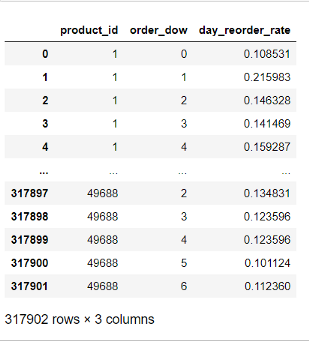 product_id order_dow day_reorder_rate
0 1 0 0.108531
1 1 1 0.215983
2 1 2 0.146328
3 1 3 0.141469
4 1 4 0.159287
... ... ... ...
317897 49688 2 0.134831
317898 49688 3 0.123596
317899 49688 4 0.123596
317900 49688 5 0.101124
317901 49688 6 0.112360
317902 rows × 3 columns